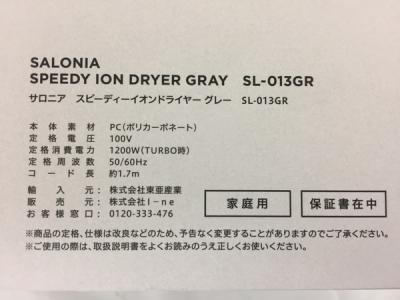 SALONIA
SPEEDY ION DRYER GRAY SL-013GR
サロニア スピーディーイオンドライヤー グレー SL-013GR
本体素材 : PC(ポリカーボネート)
定格電圧 : 100V
定格消費電力 : 1200W(TURBO時)
定格周波数 : 50/60Hz
コード長 : 約1.7m
輸入元 : 株式会社東亜産業
販売元 : 株式会社I-ne
お客様窓口 : 0120-333-476
家庭用
保証書在中
※商品の定格、仕様は改良などのため、予告なく変更することがありますのでご了承ください。
※ご使用の際は、取扱説明書をよくお読みのうえ正しくお使いください。